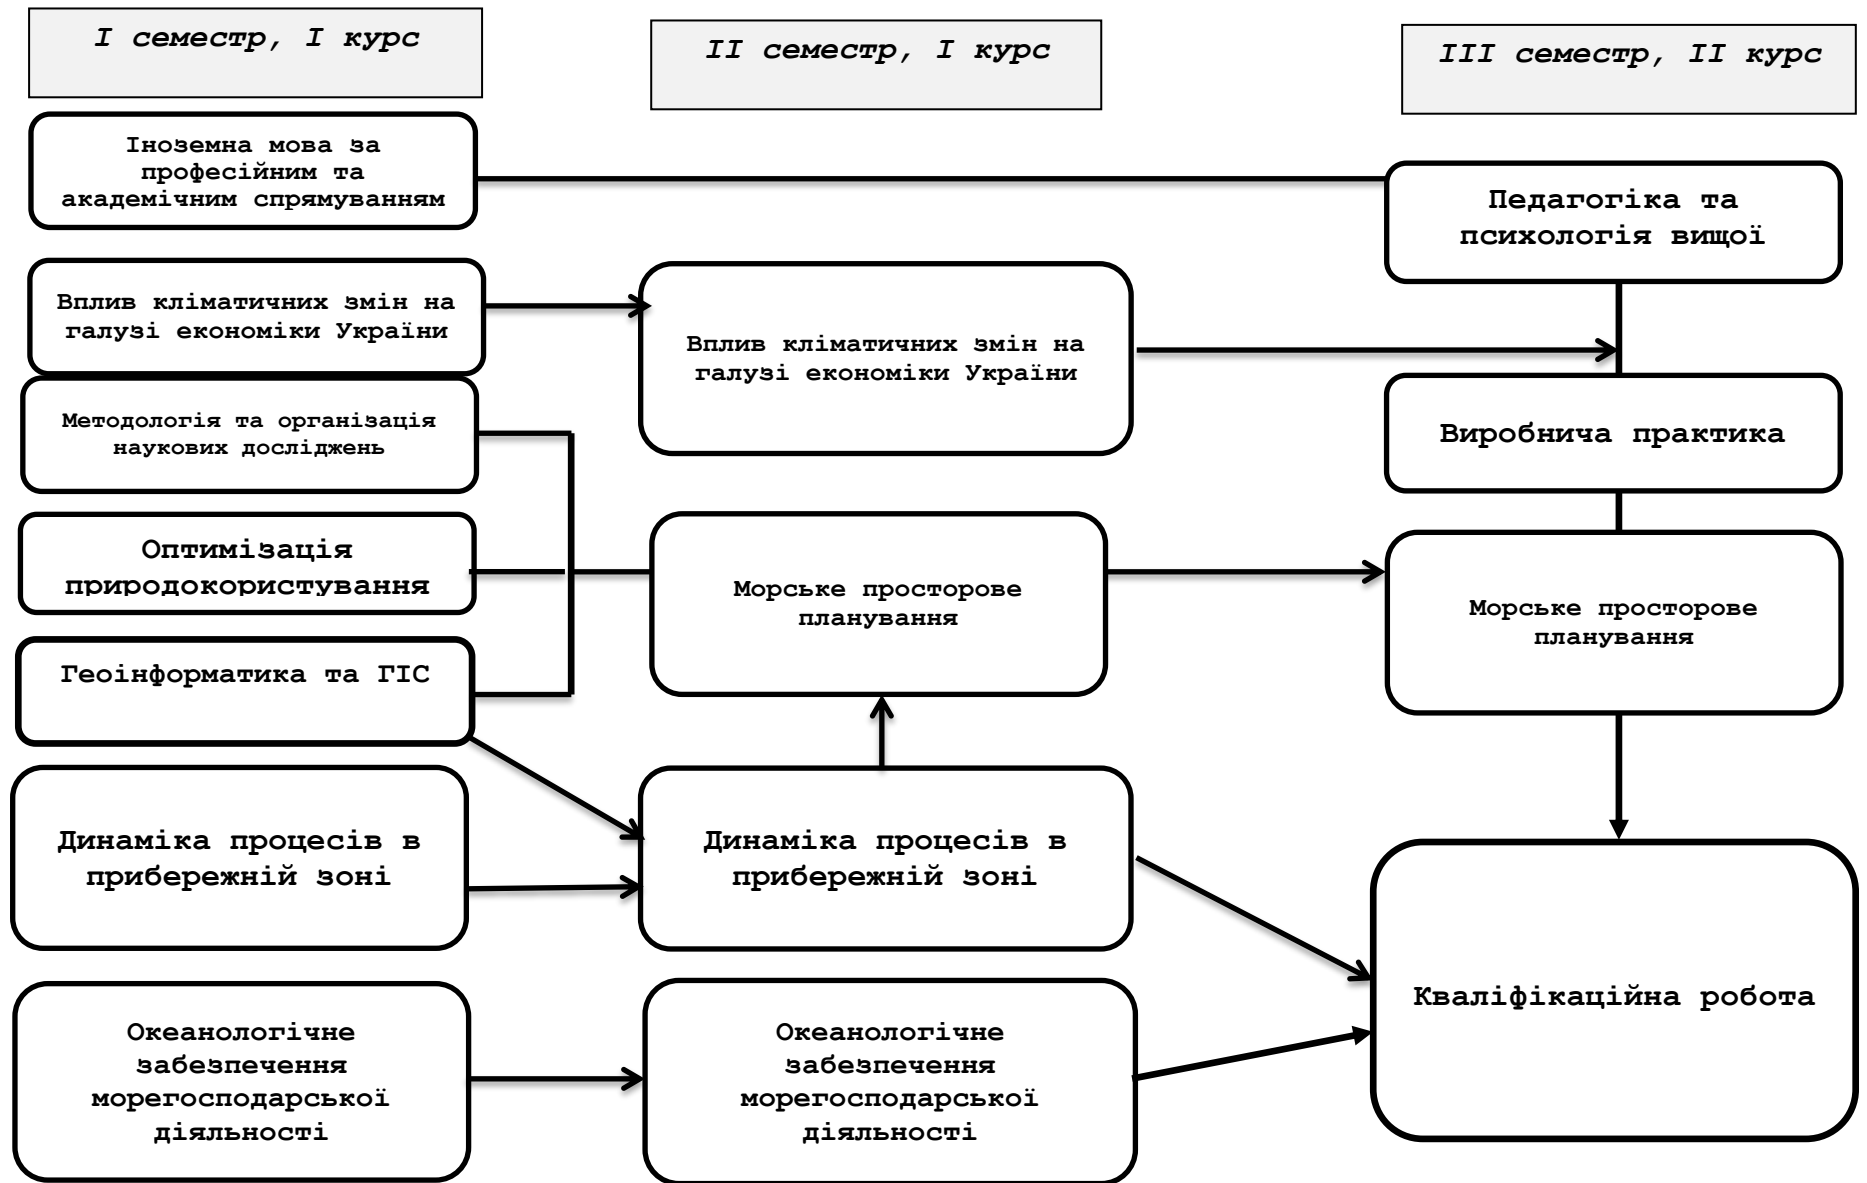 I семестр, I курс
II семестр, I курс
III семестр, II курс
Іноземна мова за
професійним та
академічним спрямуванням
Педагогіка та
психологія вищої
Вплив кліматичних змін на
галузі економіки України
Вплив кліматичних змін на
галузі економіки України
Методологія та організація
наукових досліджень
Виробнича практика
Оптимізація
природокористування
Морське просторове
планування
Морське просторове
планування
Геоінформатика та ГІС
Динаміка процесів в
прибережній зоні
Динаміка процесів в
прибережній зоні
Кваліфікаційна робота
Океанологічне
забезпечення
морегосподарської
діяльності
Океанологічне
забезпечення
морегосподарської
діяльності